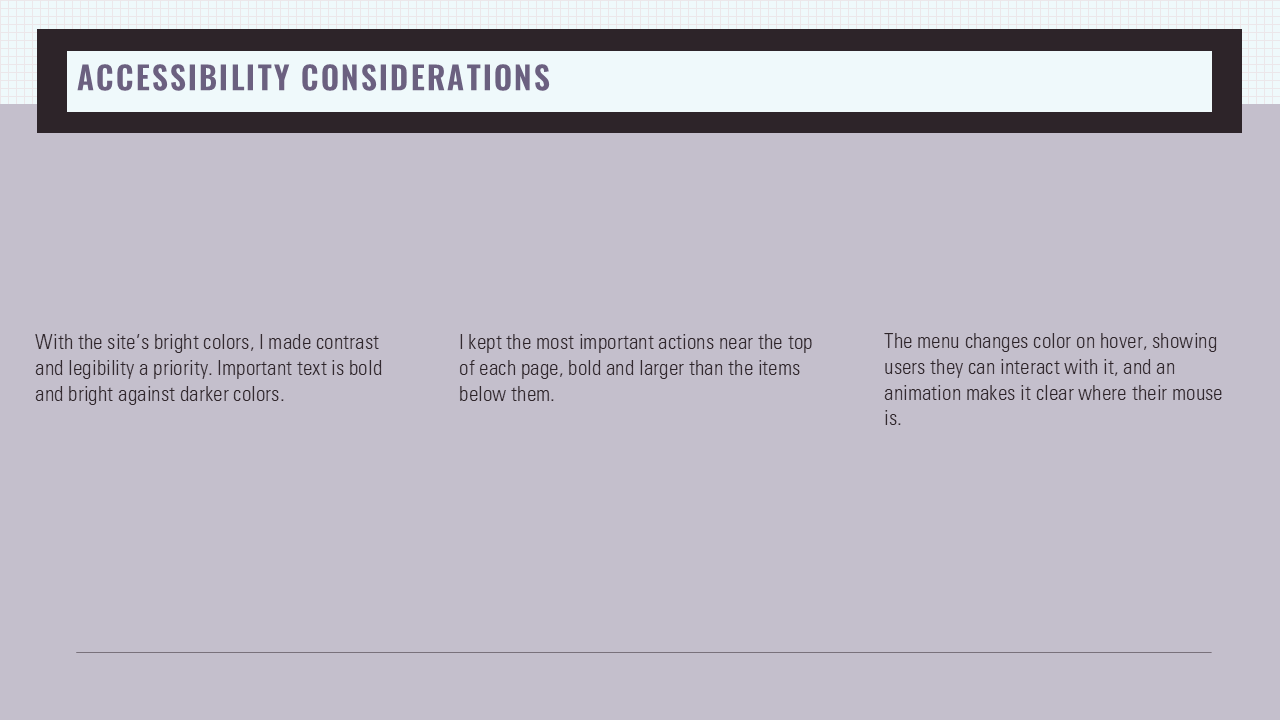 ACCESSIBILITY CONSIDERATIONS
With the site’s bright colors, I made contrast
and legibility a priority. Important text is bold
and bright against darker colors.
I kept the most important actions near the top
of each page, bold and larger than the items
below them.
The menu changes color on hover, showing
users they can interact with it, and an
animation makes it clear where their mouse
is.